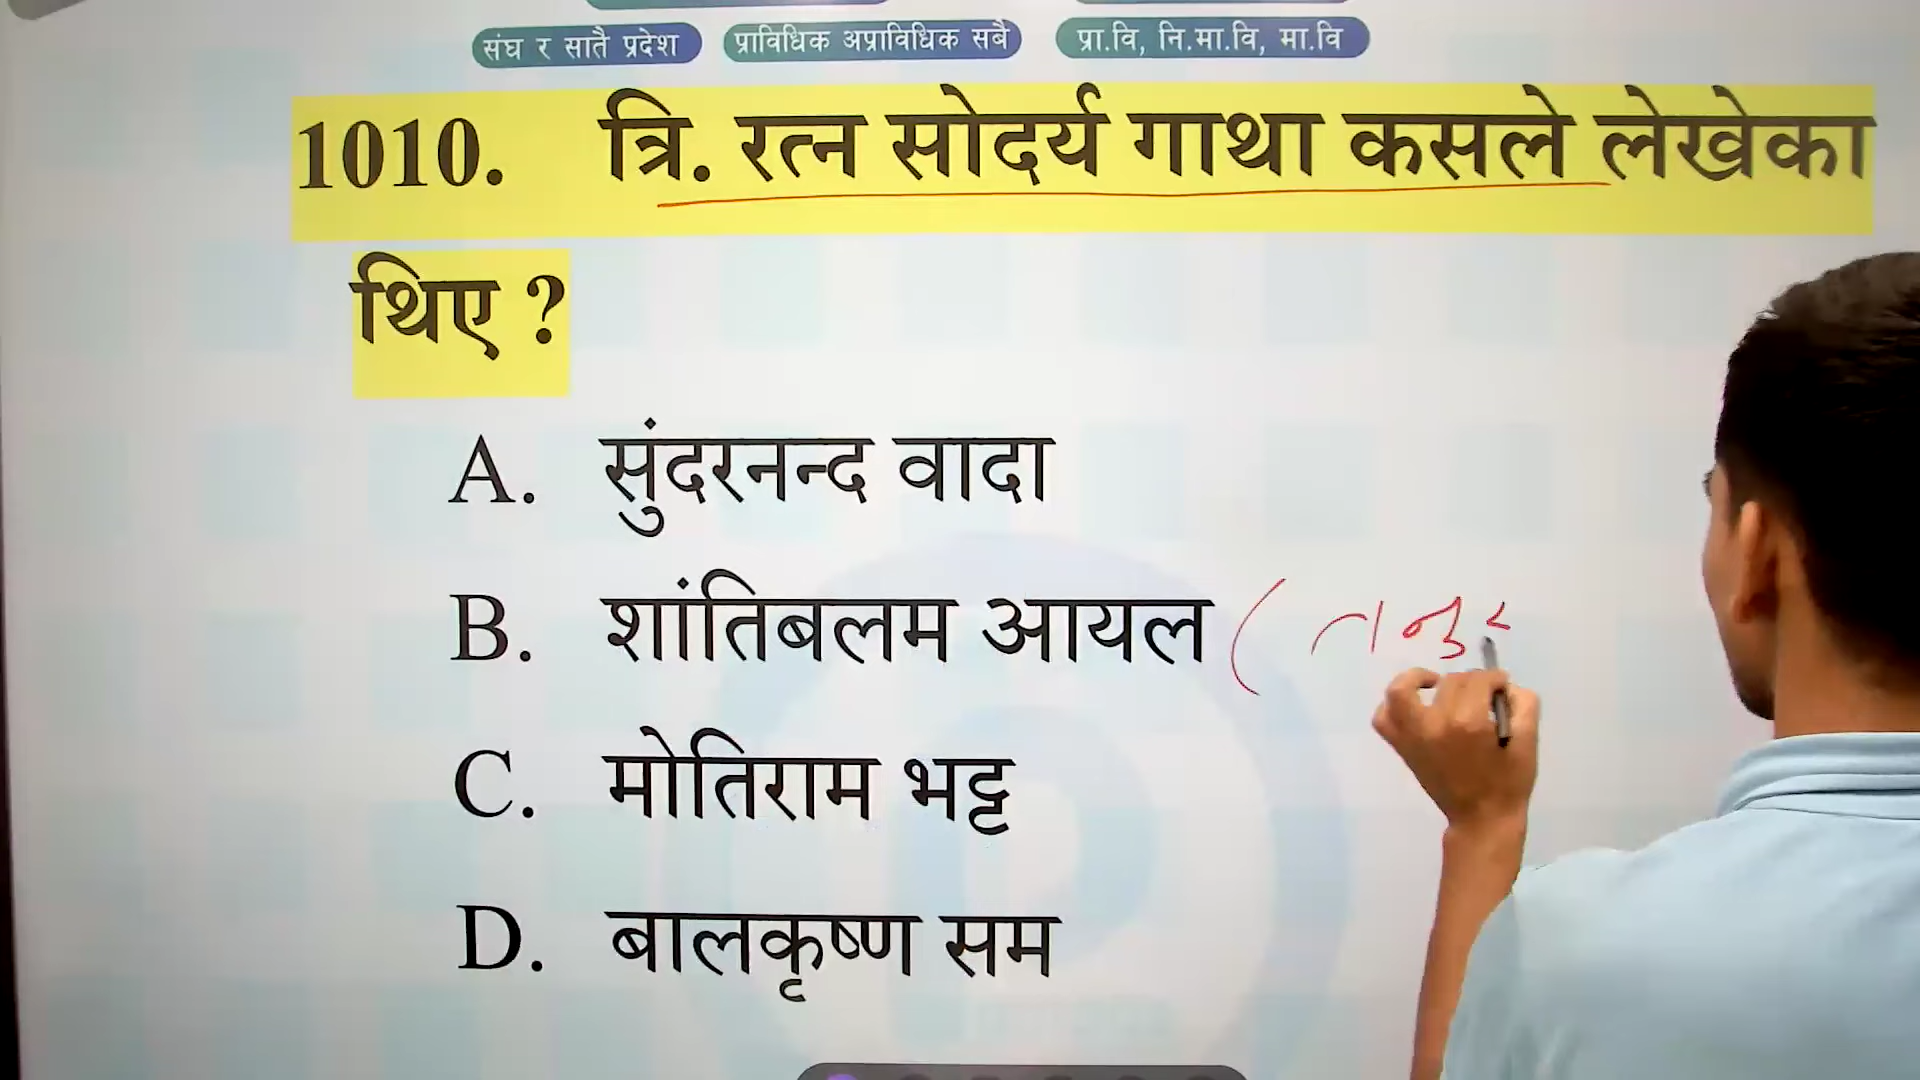 संघ र सातै प्रदेश प्राविधिक अप्राविधिक सबै प्रा.वि, नि.मा.वि, मा.वि
1010. त्रि. रत्न सोदर्य गाथा कसले लेखेका
थिए ?
A. सुंदरनन्द वादा
B. शांतिबलम आयल (
C. मोतिराम भट्ट
D. बालकृष्ण सम